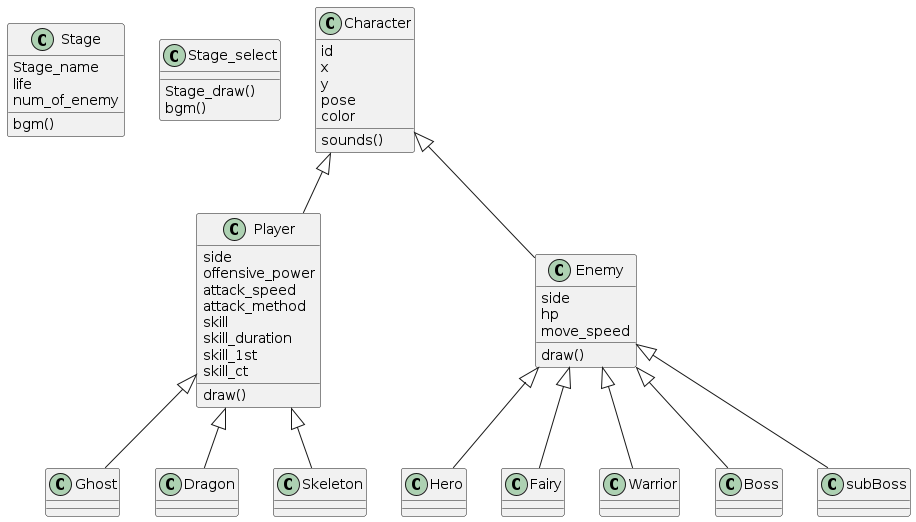 C Stage
Stage_name
life
num_of_enemy
bgm()
C Stage_select
Stage_draw()
bgm()
C Character
id
x
y
pose
color
sounds()
C Player
side
offensive_power
attack_speed
attack_method
skill
skill_duration
skill_1st
skill_ct
draw()
C Enemy
side
hp
move_speed
draw()
C Ghost
C Dragon
C Skeleton
C Hero
C Fairy
C Warrior
C Boss
C subBoss